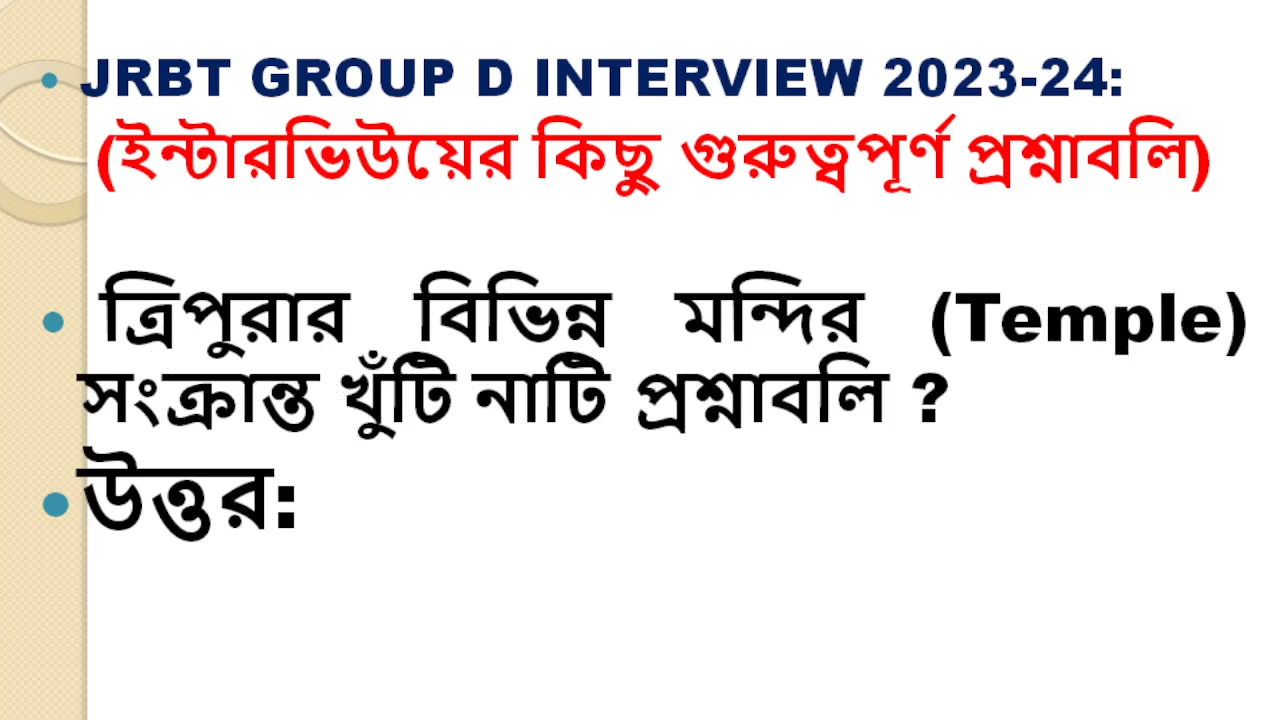 JRBT GROUP D INTERVIEW 2023-24:
(ইন্টারভিউয়ের কিছু গুরুত্বপূর্ণ প্রশ্নাবলি)
ত্রিপুরার বিভিন্ন মন্দির (Temple)
সংক্রান্ত খুঁটি নাটি প্রশ্নাবলি ?
উত্তর: